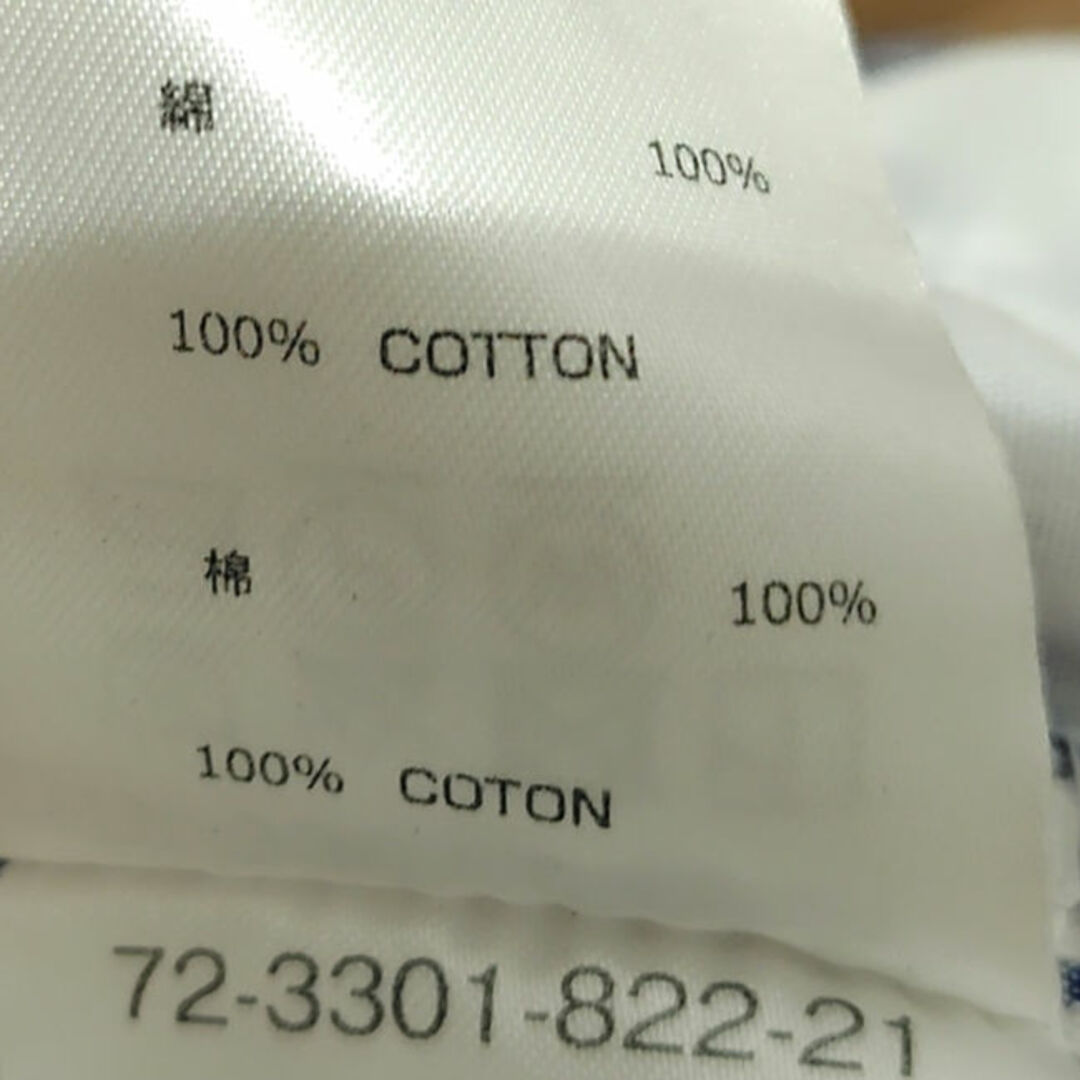 綿 100%
100% COTTON
棉 100%
100% COTON
72-3301-822-21